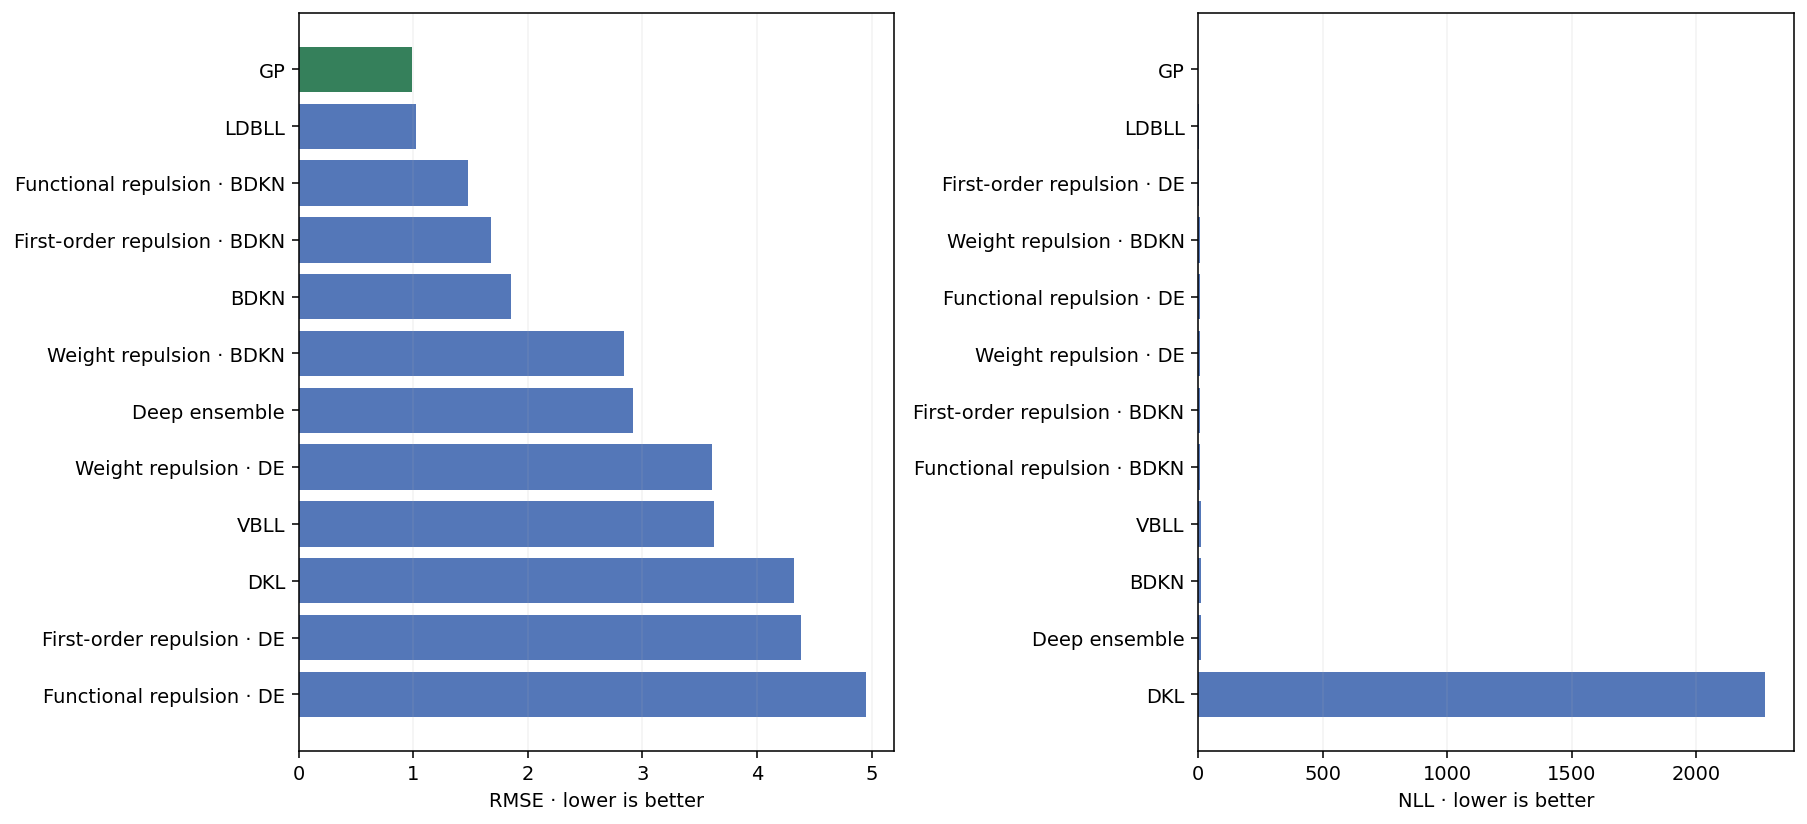 GP
LDBLL
Functional repulsion · BDKN
First-order repulsion · BDKN
BDKN
Weight repulsion · BDKN
Deep ensemble
Weight repulsion · DE
VBLL
DKL
First-order repulsion · DE
Functional repulsion · DE
0 1 2 3 4 5
RMSE · lower is better
GP
LDBLL
First-order repulsion · DE
Weight repulsion · BDKN
Functional repulsion · DE
Weight repulsion · DE
First-order repulsion · BDKN
Functional repulsion · BDKN
VBLL
BDKN
Deep ensemble
DKL
0 500 1000 1500 2000
NLL · lower is better